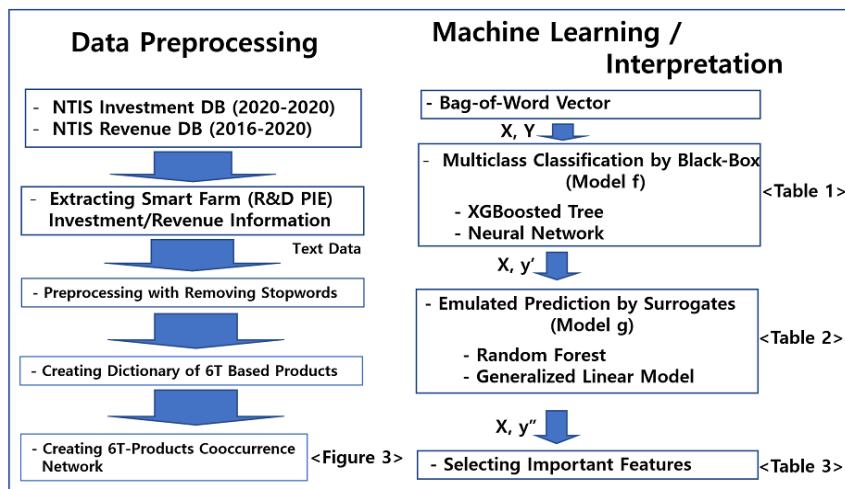 Data Preprocessing
- NTIS Investment DB (2020-2020)
- NTIS Revenue DB (2016-2020)
- Extracting Smart Farm (R&D PIE)
Investment/Revenue Information
Text Data
- Preprocessing with Removing Stopwords
- Creating Dictionary of 6T Based Products
- Creating 6T-Products Cooccurrence
Network
<Figure 3>
Machine Learning /
Interpretation
- Bag-of-Word Vector
X, Y
- Multiclass Classification by Black-Box
(Model f)
- XGBoosted Tree
- Neural Network
<Table 1>
X, y′
- Emulated Prediction by Surrogates
(Model g)
- Random Forest
- Generalized Linear Model
<Table 2>
X, y″
- Selecting Important Features
<Table 3>